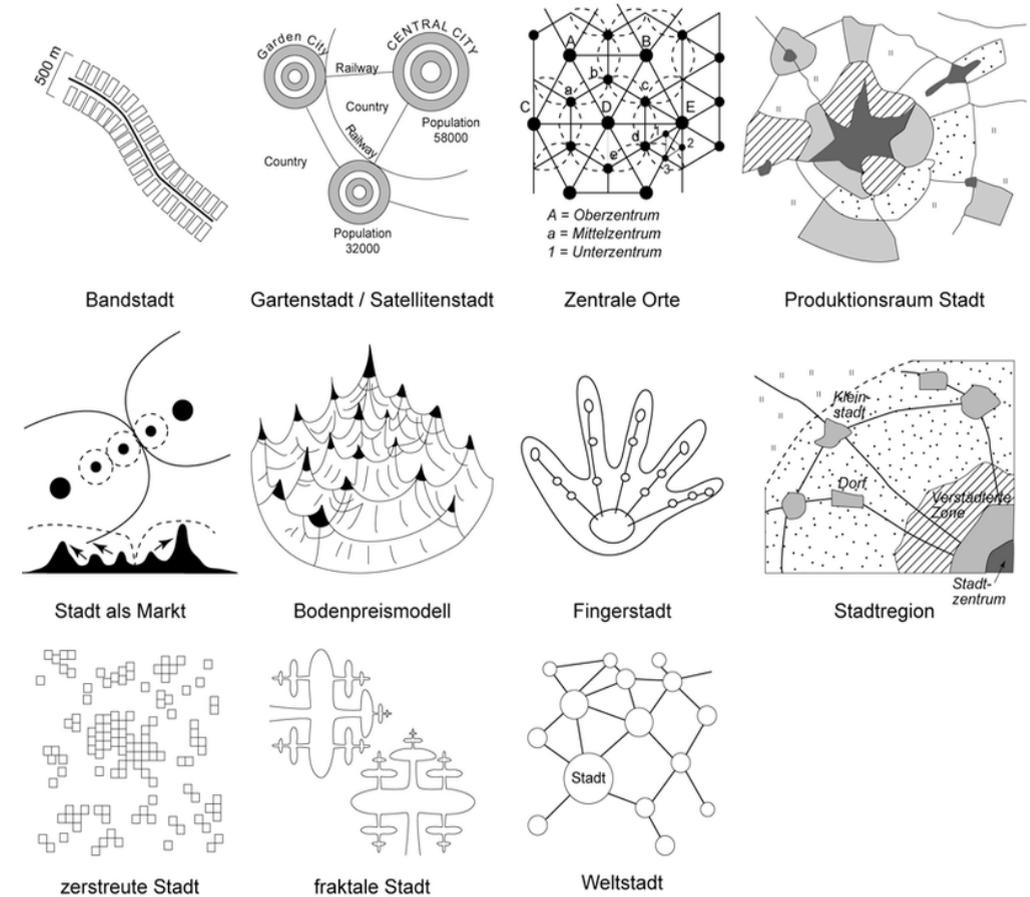 500 m
Bandstadt
Garden City
CENTRAL CITY
Railway
Country
Population
58000
Railway
Country
Population
32000
Gartenstadt / Satellitenstadt
A
B
b
a
c
C
D
E
d
1
2
e
3
A = Oberzentrum
a = Mittelzentrum
1 = Unterzentrum
Zentrale Orte
Produktionsraum Stadt
Stadt als Markt
Bodenpreismodell
Fingerstadt
Klein-
stadt
Dorf
Verstädterte
Zone
Stadt-
zentrum
Stadtregion
zerstreute Stadt
fraktale Stadt
Stadt
Weltstadt